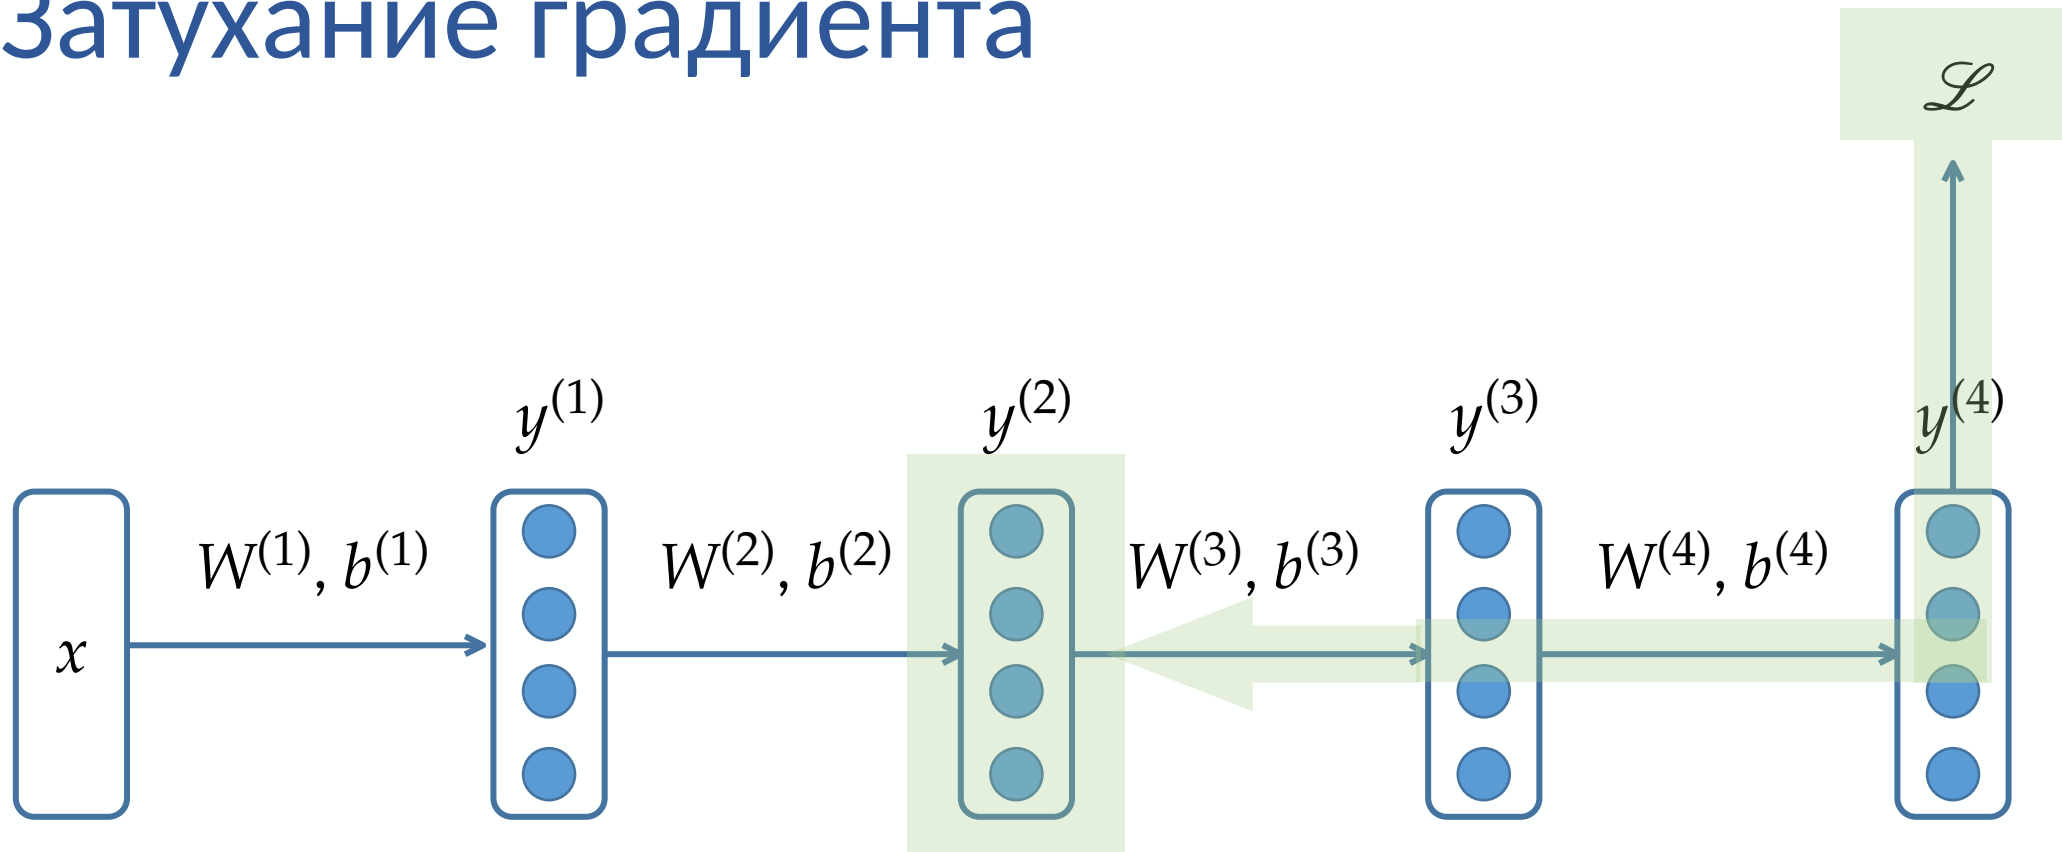 Затухание градиента
ℒ
y⁽¹⁾ y⁽²⁾ y⁽³⁾ y⁽⁴⁾
W⁽¹⁾, b⁽¹⁾ W⁽²⁾, b⁽²⁾ W⁽³⁾, b⁽³⁾ W⁽⁴⁾, b⁽⁴⁾
x